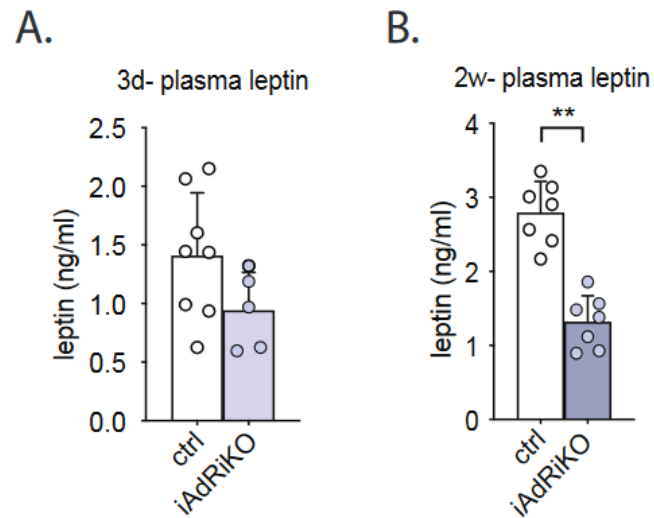 A.
3d- plasma leptin
leptin (ng/ml)
2.5
2.0
1.5
1.0
0.5
0.0
ctrl
iAdRiKO
B.
2w- plasma leptin
**
leptin (ng/ml)
4
3
2
1
0
ctrl
iAdRiKO